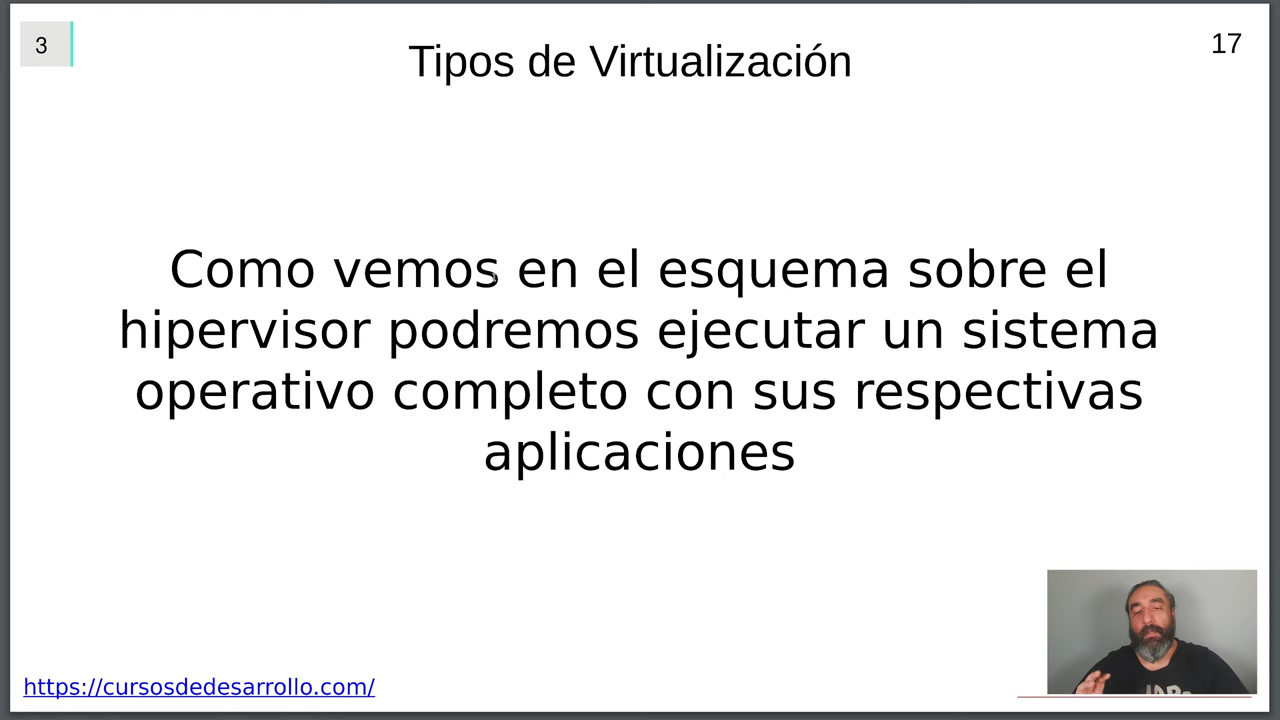 3
Tipos de Virtualización
17
Como vemos en el esquema sobre el
hipervisor podremos ejecutar un sistema
operativo completo con sus respectivas
aplicaciones
https://cursosdedesarrollo.com/